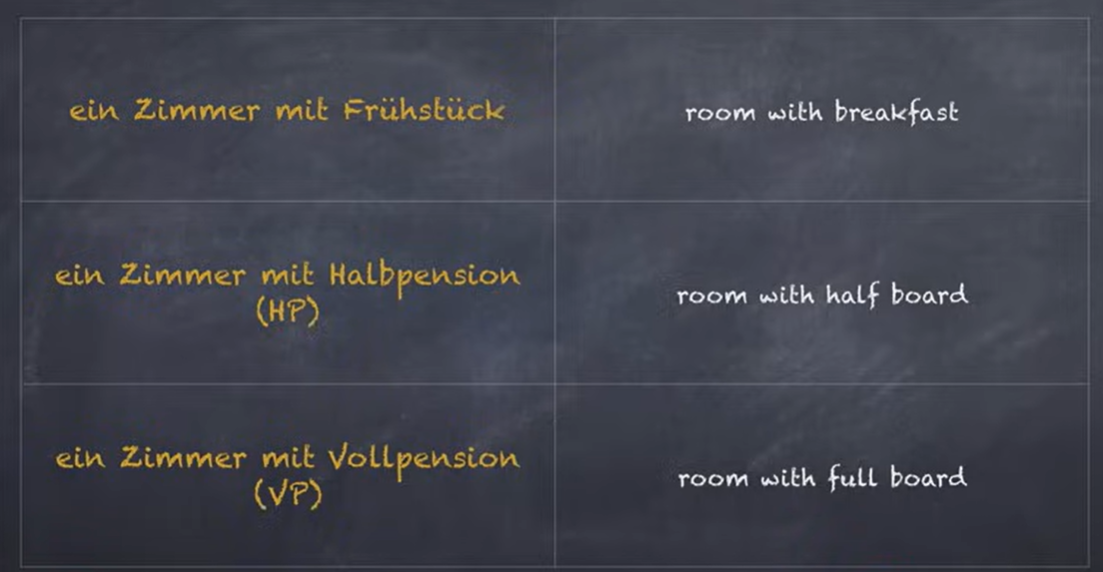 ein Zimmer mit Frühstück
room with breakfast
ein Zimmer mit Halbpension
(HP)
room with half board
ein Zimmer mit Vollpension
(VP)
room with full board